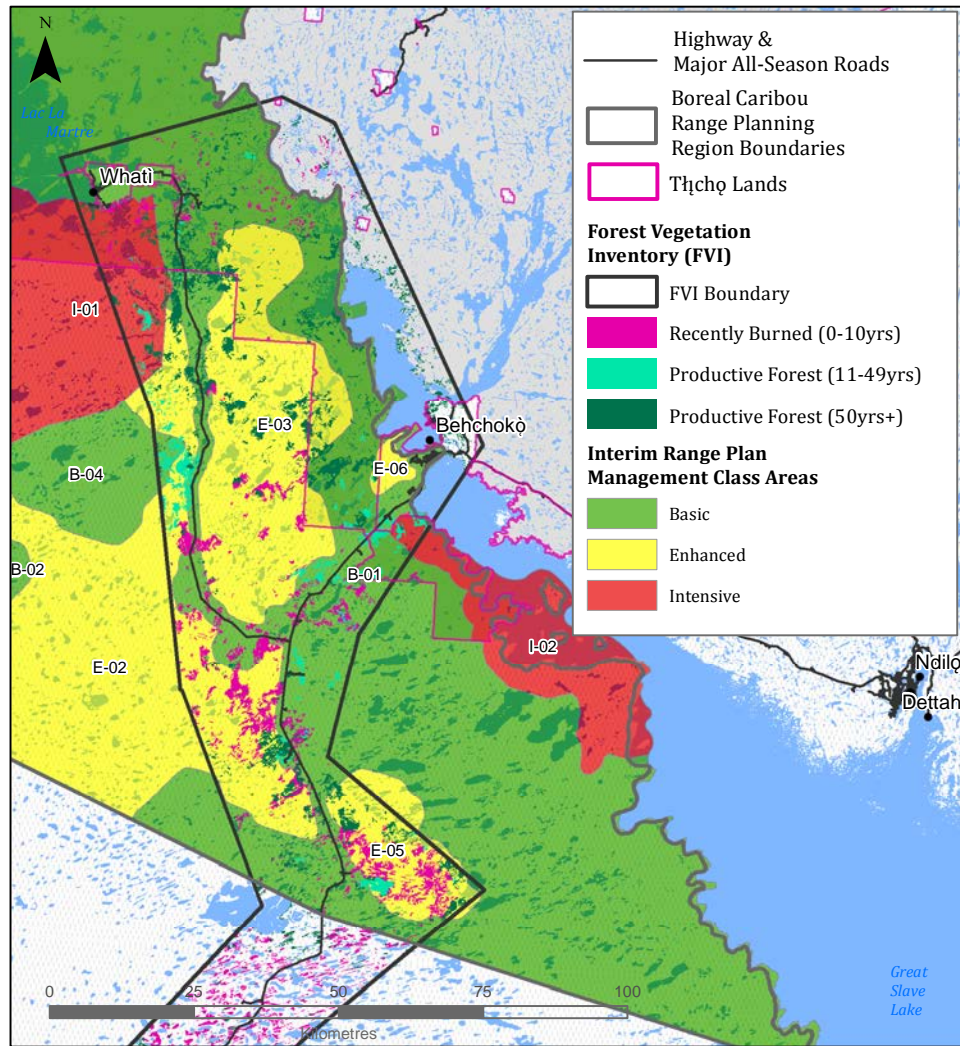 N
Lac La
Martre
Whatì
I-01
E-03
Behchokǫ̀
E-06
B-04
B-02
B-01
E-02
I-02
E-05
Ndilǫ
Dettah
Great
Slave
Lake
0 25 50 75 100
Kilometres
Highway &
Major All-Season Roads
Boreal Caribou
Range Planning
Region Boundaries
Tłı̨chǫ Lands
Forest Vegetation
Inventory (FVI)
FVI Boundary
Recently Burned (0-10yrs)
Productive Forest (11-49yrs)
Productive Forest (50yrs+)
Interim Range Plan
Management Class Areas
Basic
Enhanced
Intensive